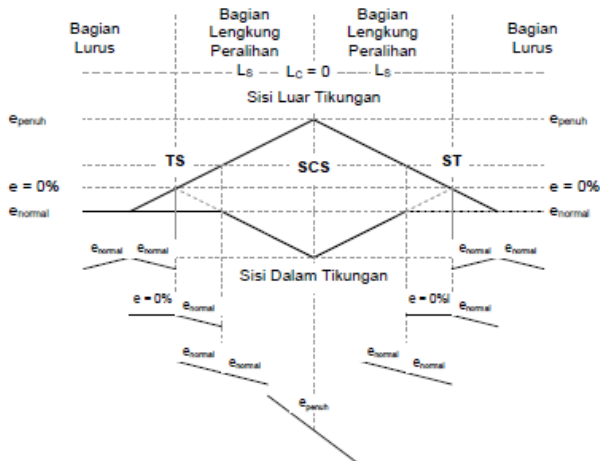 Bagian
Lurus
Bagian
Lengkung
Peralihan
Bagian
Lengkung
Peralihan
Bagian
Lurus
Ls
Lc = 0
Ls
Sisi Luar Tikungan
epenuh
epenuh
TS
SCS
ST
e = 0%
e = 0%
enormal
enormal
enormal
enormal
enormal
enormal
Sisi Dalam Tikungan
e = 0%
enormal
e = 0%
enormal
enormal
enormal
enormal
enormal
epenuh